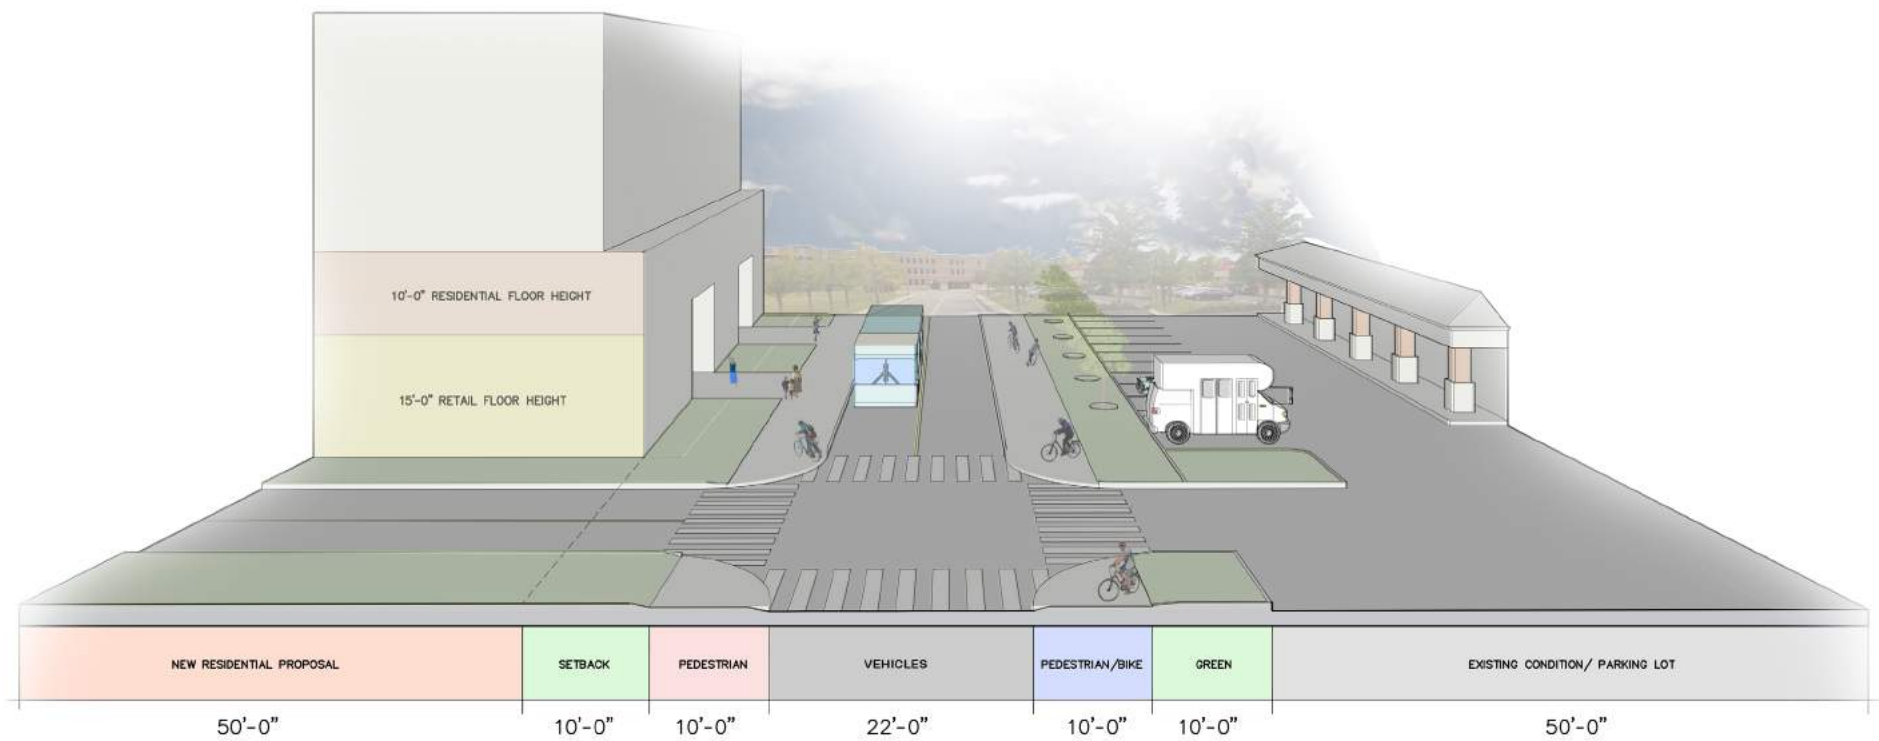 10'-0" RESIDENTIAL FLOOR HEIGHT
15'-0" RETAIL FLOOR HEIGHT
NEW RESIDENTIAL PROPOSAL
SETBACK
PEDESTRIAN
VEHICLES
PEDESTRIAN/BIKE
GREEN
EXISTING CONDITION/ PARKING LOT
50'-0"
10'-0"
10'-0"
22'-0"
10'-0"
10'-0"
50'-0"